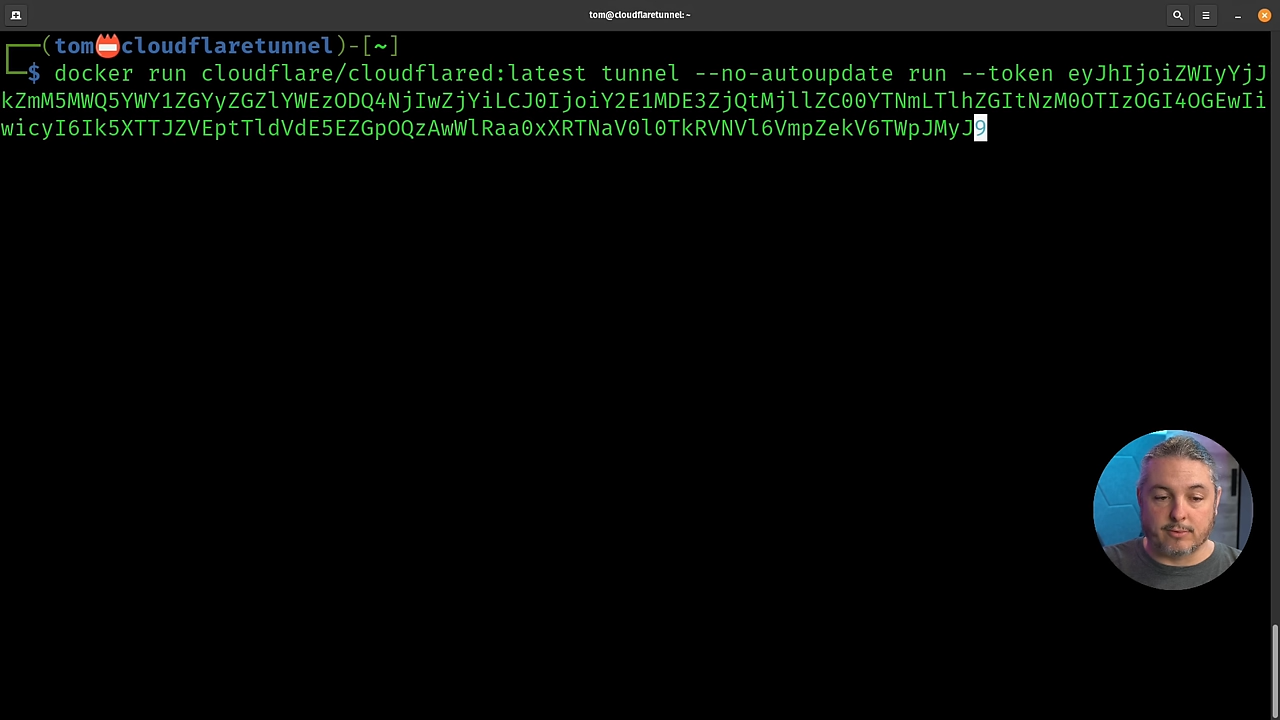 tom@cloudflaretunnel: ~
(tom📛cloudflaretunnel)-[~]
$ docker run cloudflare/cloudflared:latest tunnel --no-autoupdate run --token eyJhIjoiZWIyYjJ
kZmM5MWQ5YWY1ZGYyZGZlYWEzODQ4NjIwZjYiLCJ0IjoiY2E1MDE3ZjQtMjllZC00YTNmLTlhZGItNzM0OTIzOGI4OGEwIi
wicyI6Ik5XTTJZVEptTldVdE5EZGpOQzAwWlRaa0xXRTNaV0l0TkRVNVl6VmpZekV6TWpJMyJ9